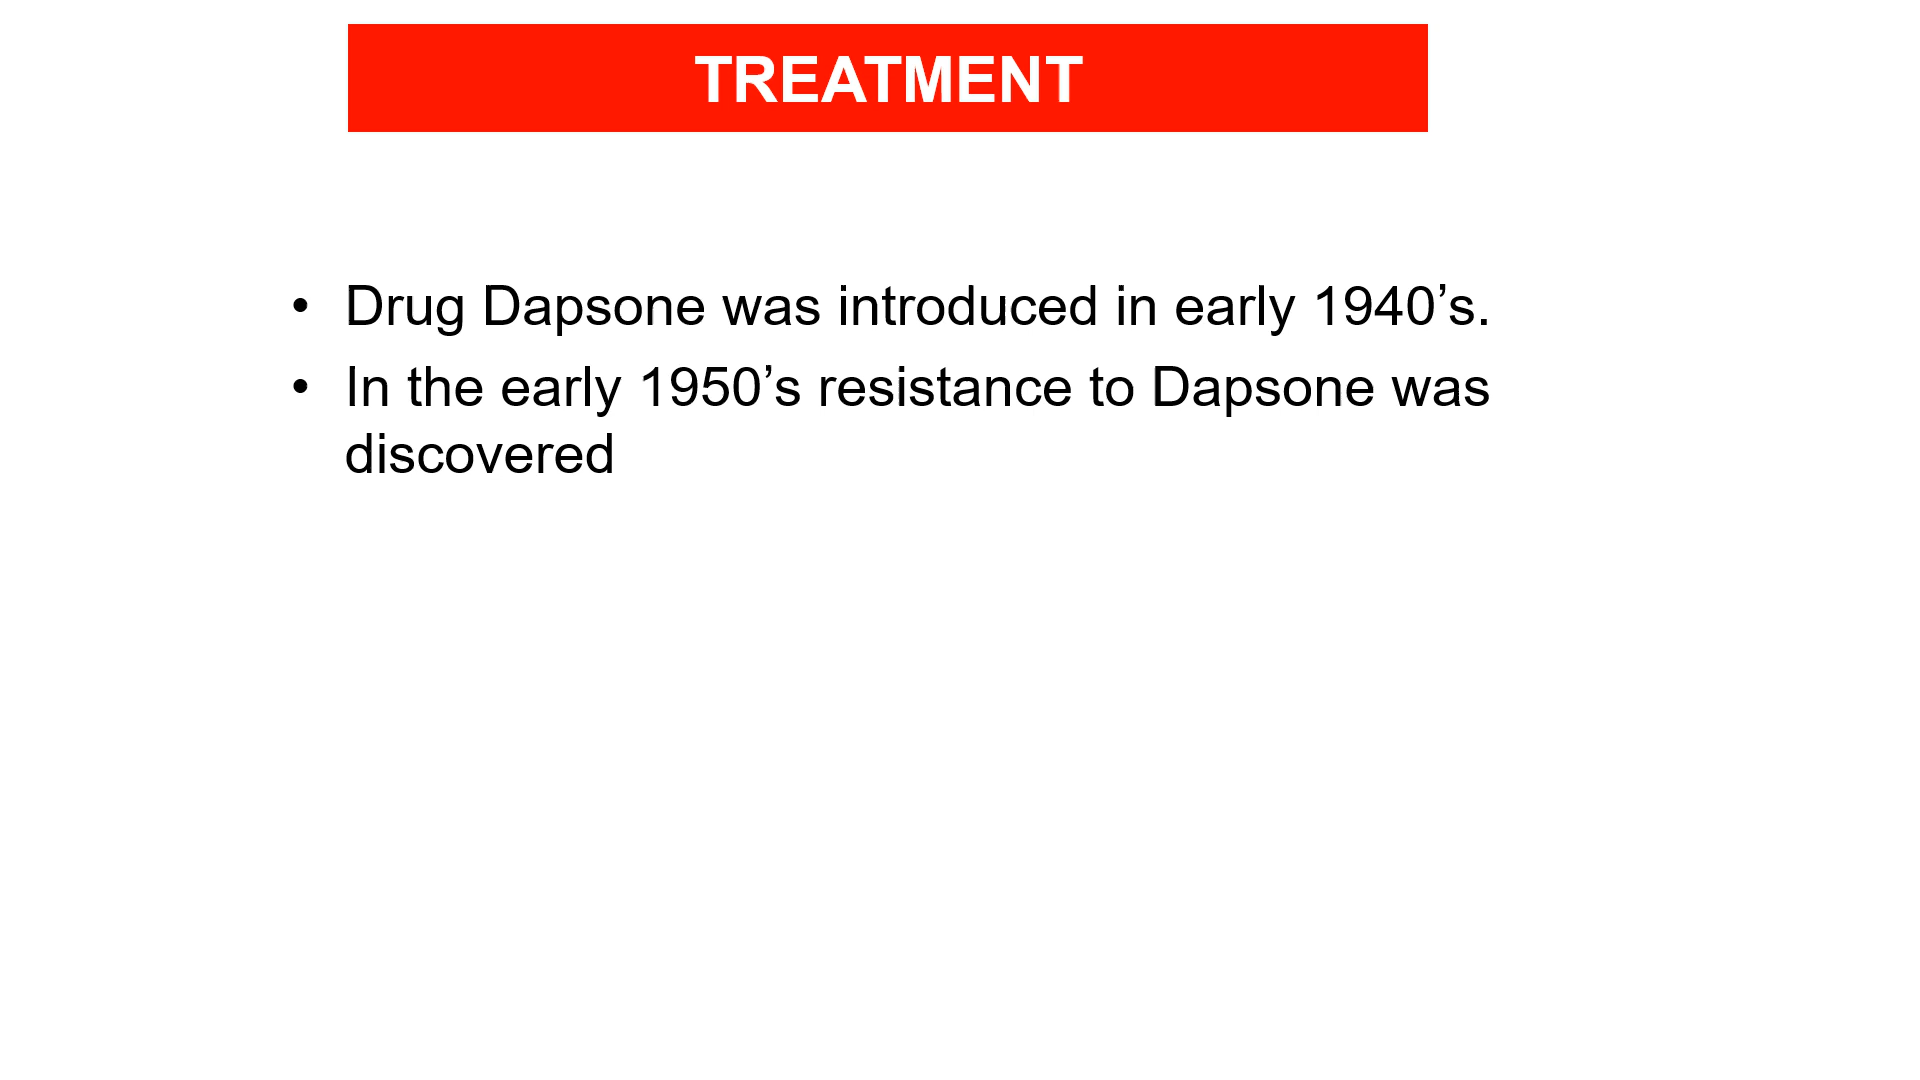 TREATMENT
• Drug Dapsone was introduced in early 1940’s.
• In the early 1950’s resistance to Dapsone was
discovered